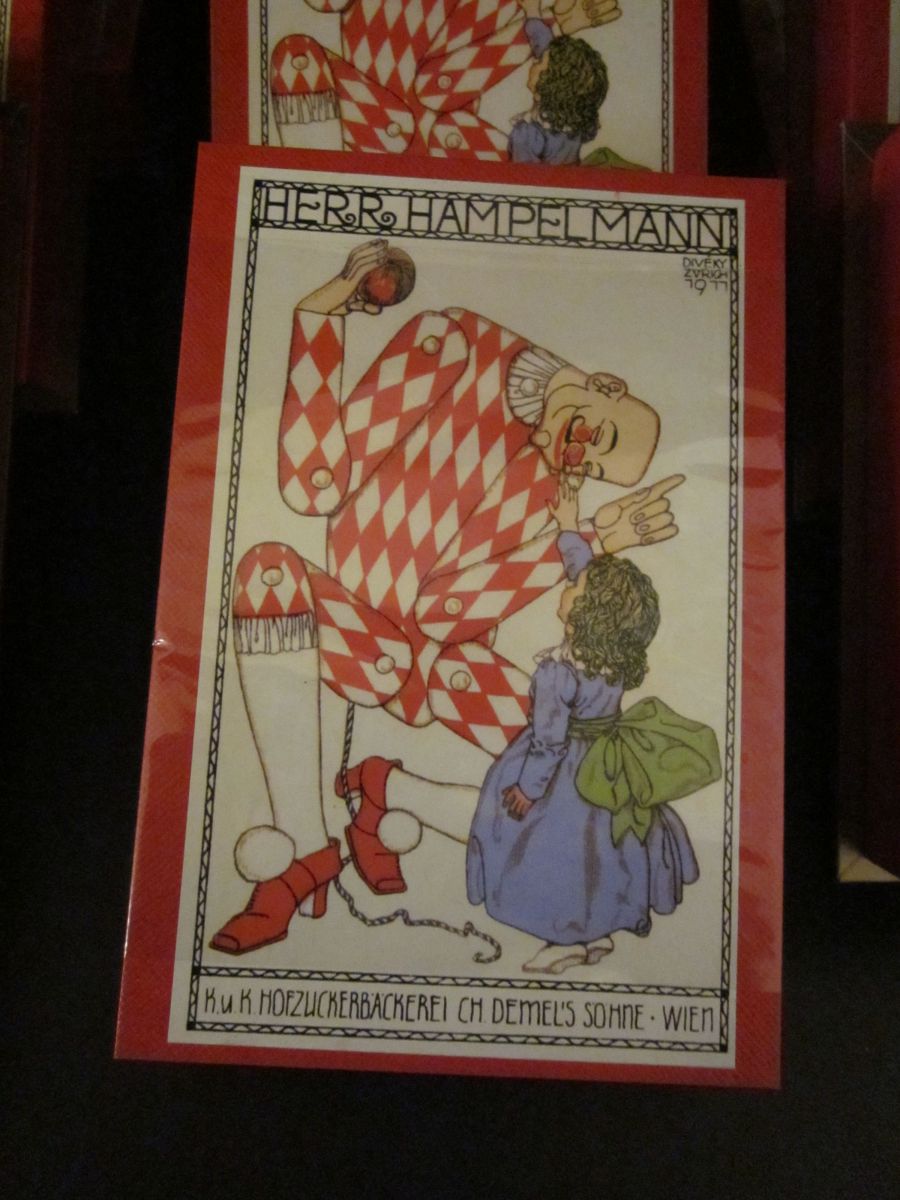 HERR HAMPELMANN
DIVÉKY
ZÜRICH
1911
K. u K. HOFZUCKERBÄCKEREI CH. DEMEL'S SÖHNE · WIEN